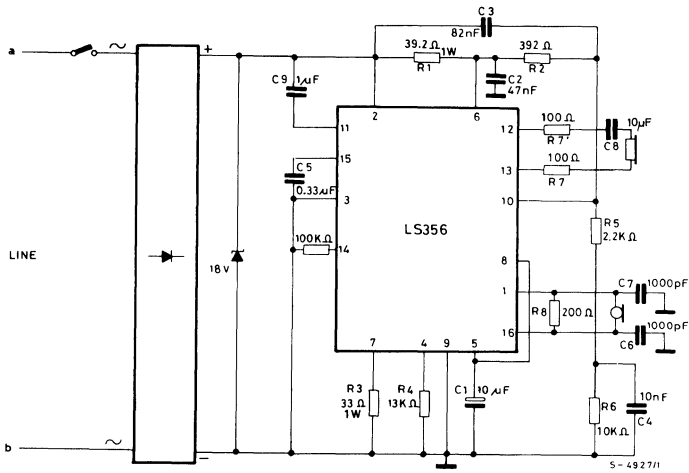 C3
82nF
a
~
+
39.2Ω
1W
R1
392Ω
R2
C9
1µF
C2
47nF
2
6
11
12
100Ω
R7'
C8
10µF
15
C5
0.33µF
13
100Ω
R7
3
10
LS356
R5
2.2KΩ
LINE
18V
100KΩ
14
8
1
C7
1000pF
R8
200Ω
16
C6
1000pF
7
4
9
5
R3
33Ω
1W
R4
13KΩ
C1
10µF
R6
10KΩ
10nF
C4
b
~
-
S-4927/1